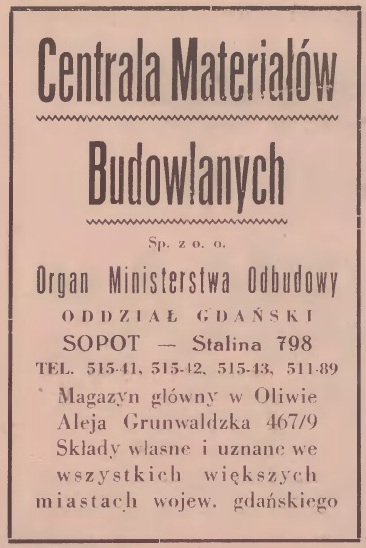 Centrala Materiałów
Budowlanych
Sp. z o. o.
Organ Ministerstwa Odbudowy
ODDZIAŁ GDAŃSKI
SOPOT — Stalina 798
TEL. 515-41, 515-42, 515-43, 511-89
Magazyn główny w Oliwie
Aleja Grunwaldzka 467/9
Składy własne i uznane we
wszystkich większych
miastach wojew. gdańskiego